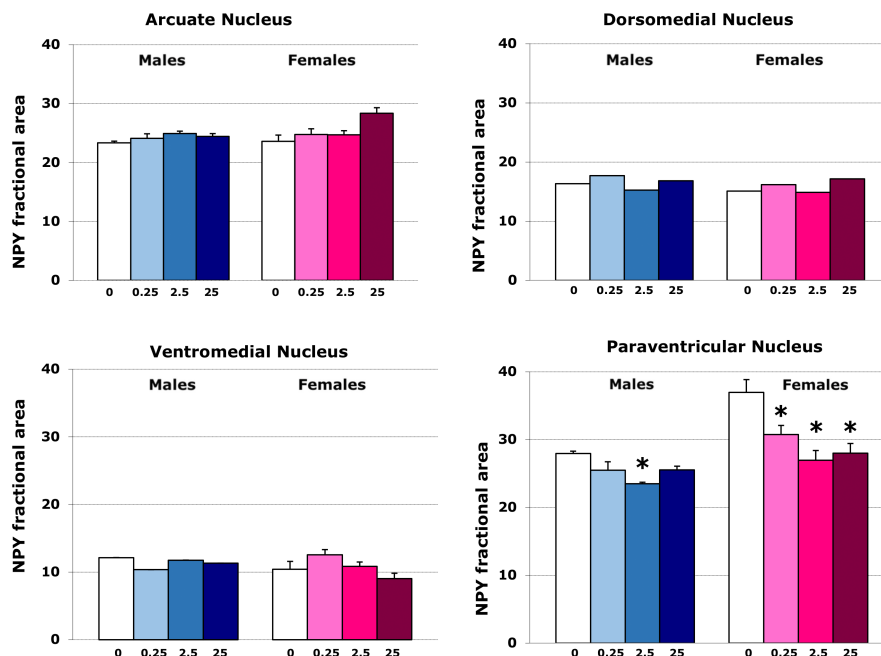 Arcuate Nucleus
NPY fractional area
40
30
20
10
0
Males
Females
0 0.25 2.5 25 0 0.25 2.5 25
Dorsomedial Nucleus
NPY fractional area
40
30
20
10
0
Males
Females
0 0.25 2.5 25 0 0.25 2.5 25
Ventromedial Nucleus
NPY fractional area
40
30
20
10
0
Males
Females
0 0.25 2.5 25 0 0.25 2.5 25
Paraventricular Nucleus
NPY fractional area
40
30
20
10
0
Males
Females
*
* * *
0 0.25 2.5 25 0 0.25 2.5 25